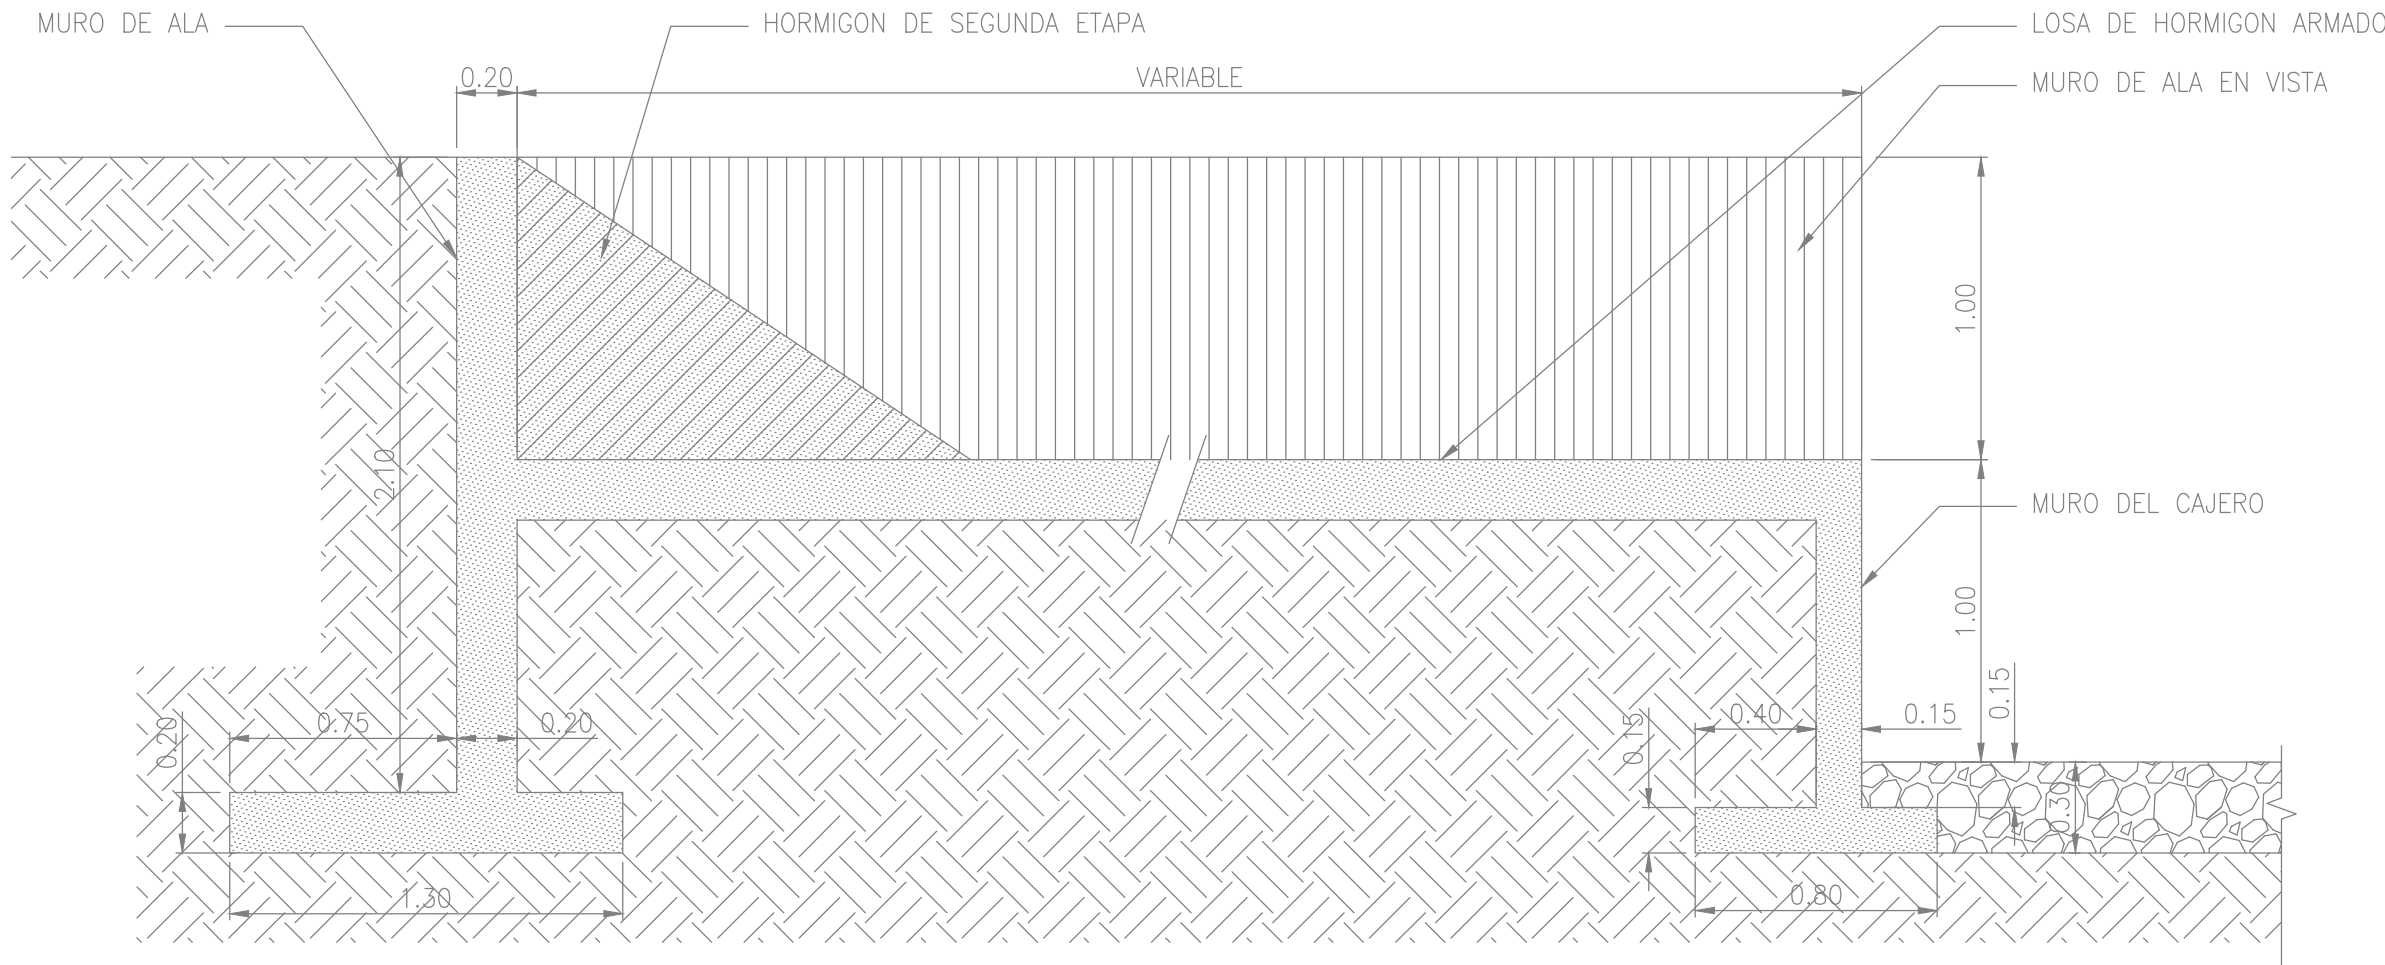 MURO DE ALA
HORMIGON DE SEGUNDA ETAPA
LOSA DE HORMIGON ARMADO
0.20
VARIABLE
MURO DE ALA EN VISTA
1.00
2.10
MURO DEL CAJERO
1.00
0.15
0.20
0.75
0.20
0.15
0.40
0.15
0.30
1.30
0.80